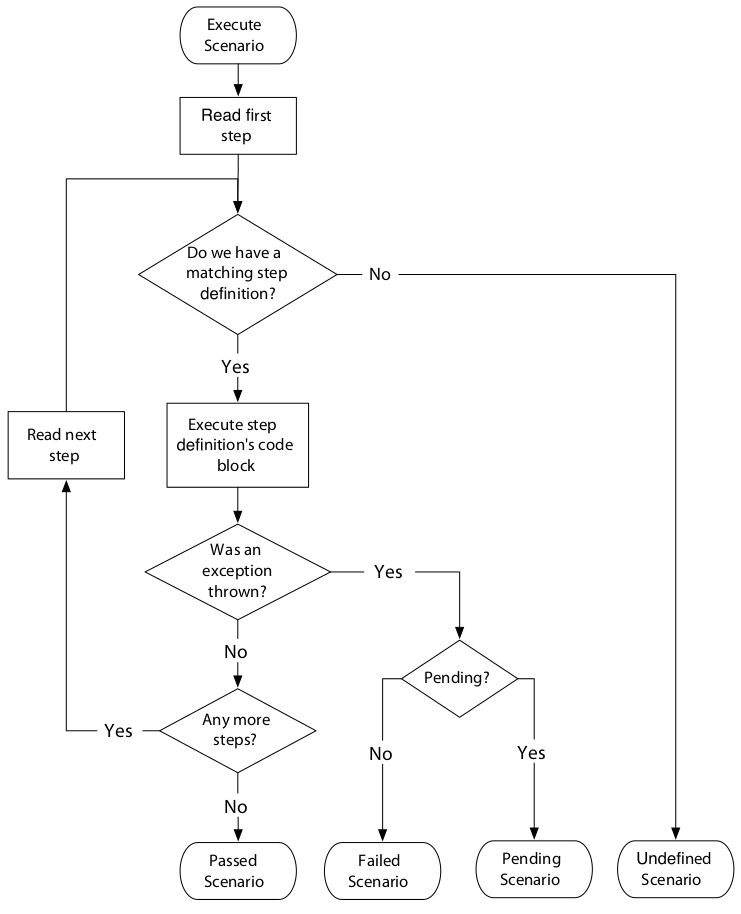 Execute
Scenario
Read first
step
Do we have a
matching step
definition?
No
Yes
Read next
step
Execute step
definition's code
block
Was an
exception
thrown?
Yes
No
Pending?
Any more
steps?
Yes
No
Yes
No
Passed
Scenario
Failed
Scenario
Pending
Scenario
Undefined
Scenario